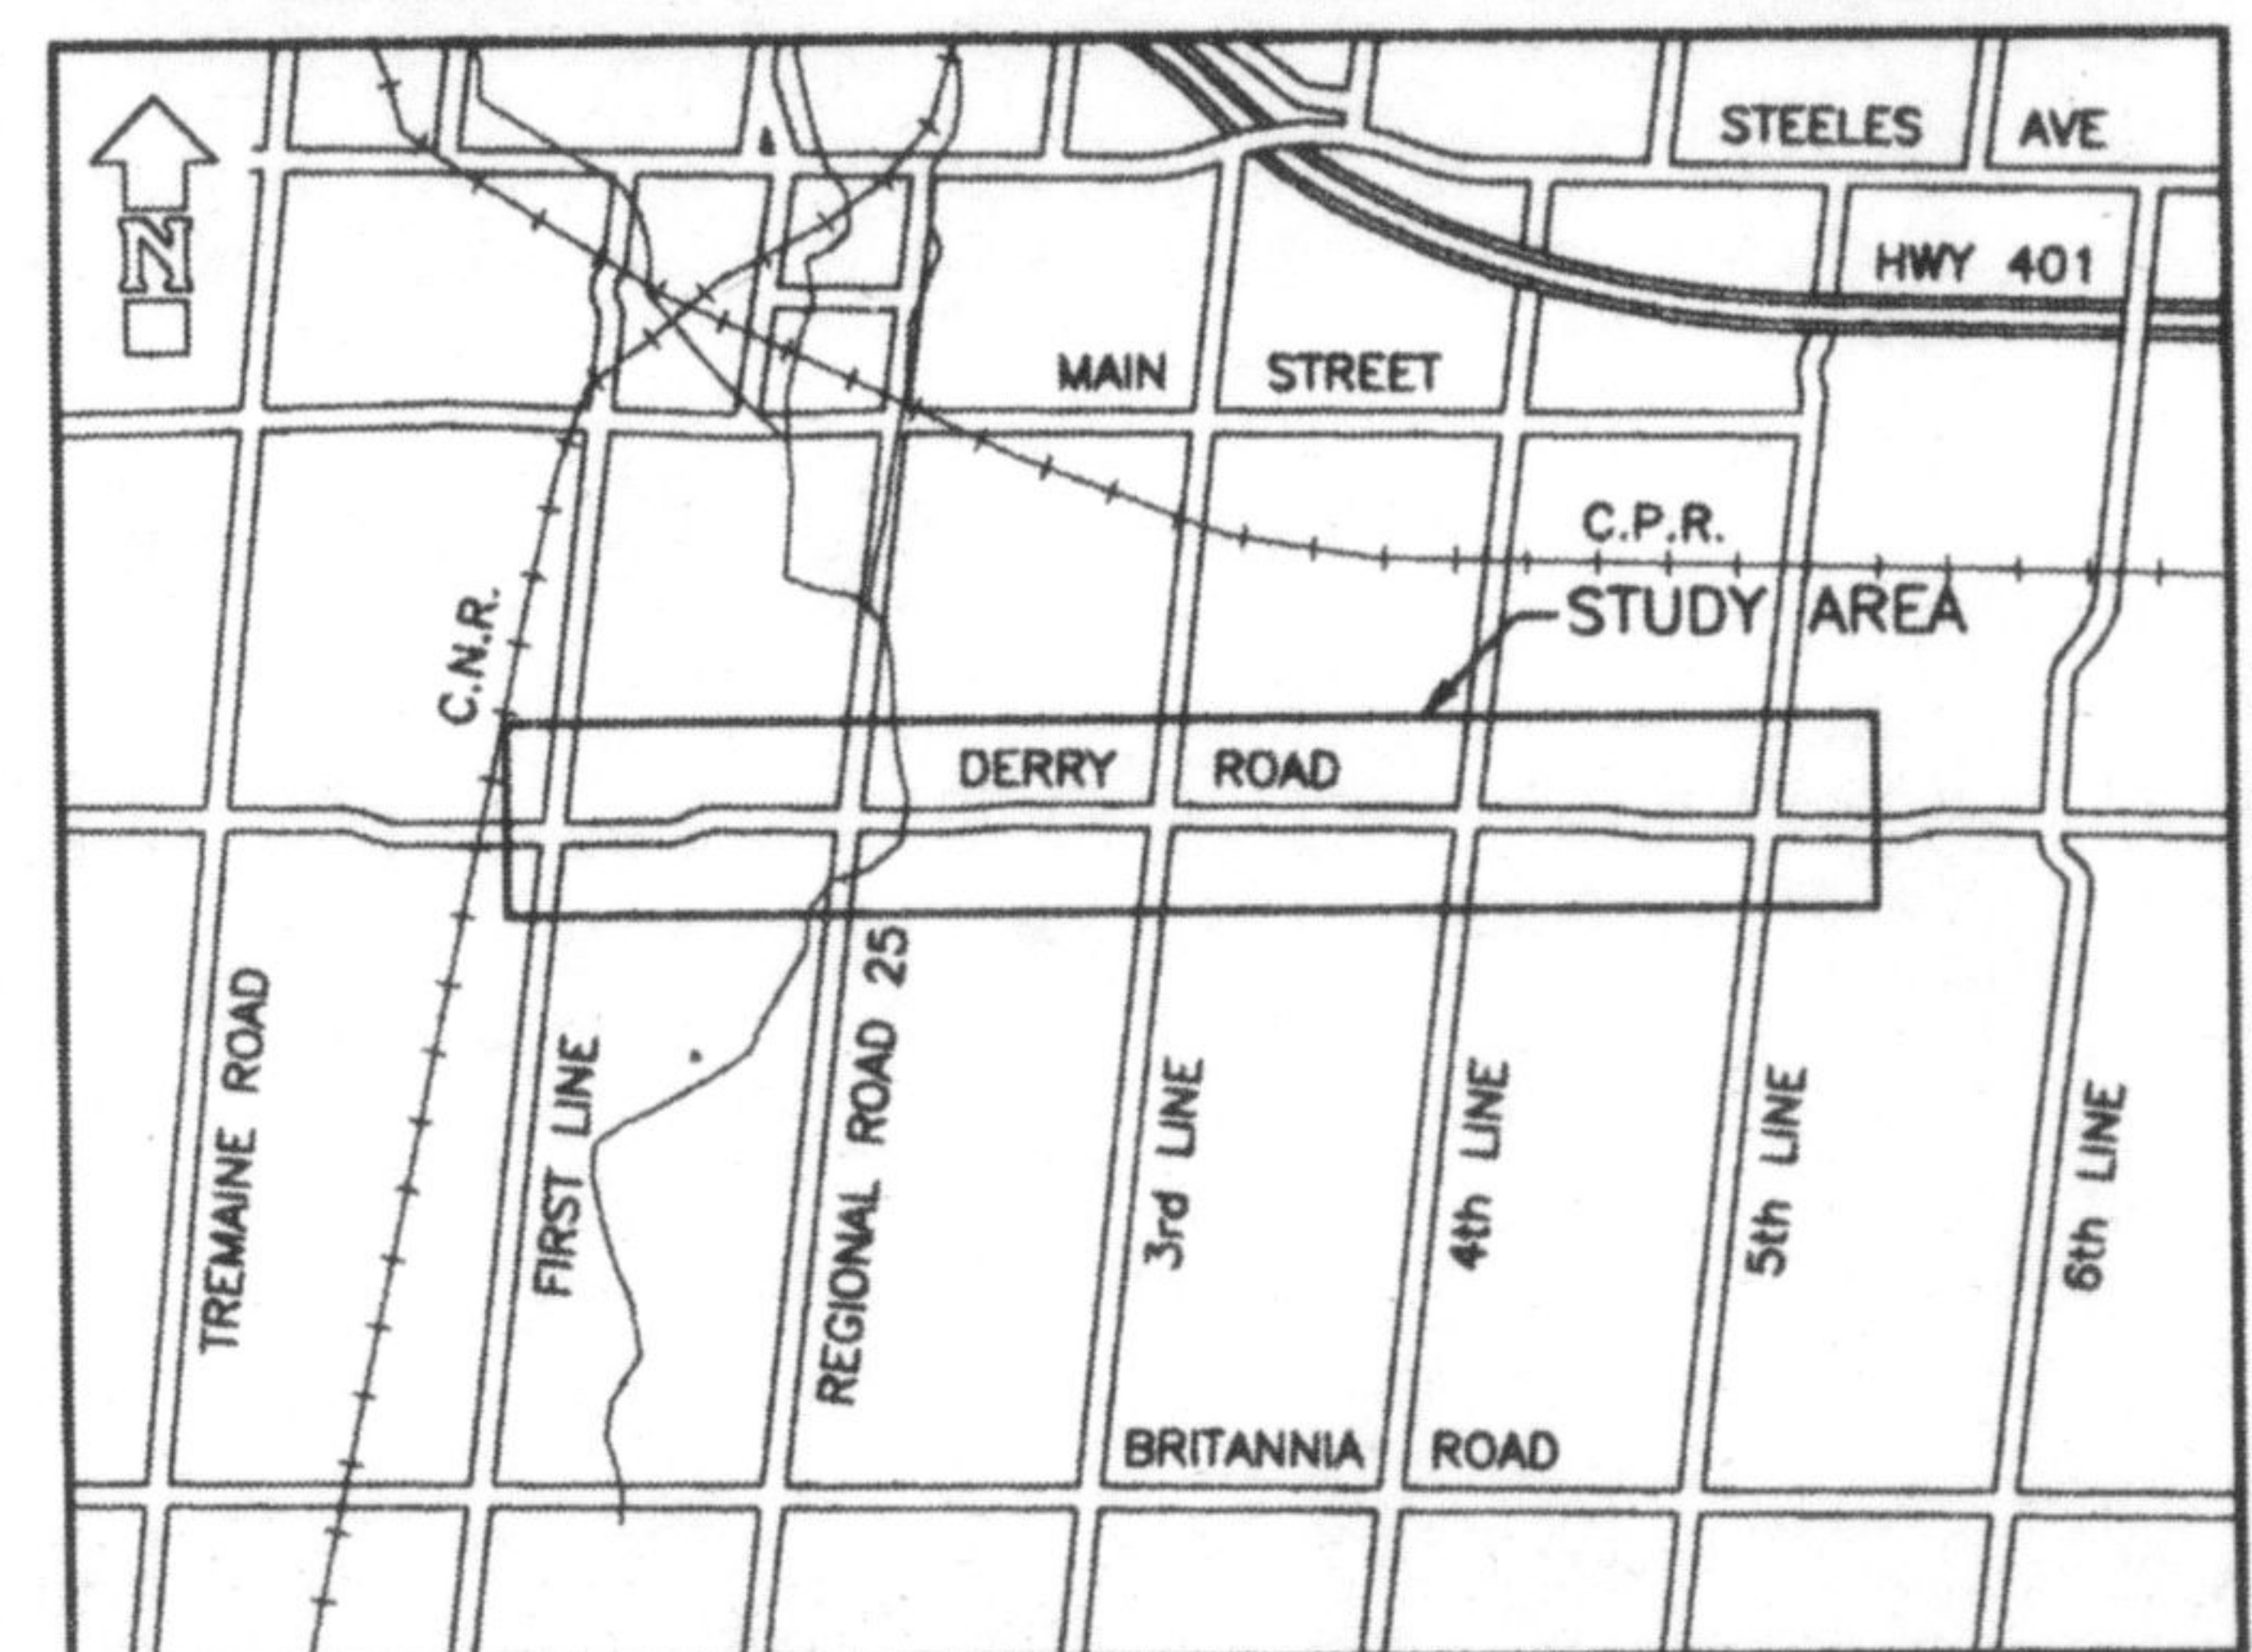 STEELES AVE
N
HWY 401
MAIN STREET
C.P.R.
STUDY AREA
C.N.R.
DERRY ROAD
TREMAINE ROAD
FIRST LINE
REGIONAL ROAD 25
3rd LINE
4th LINE
5th LINE
6th LINE
BRITANNIA ROAD